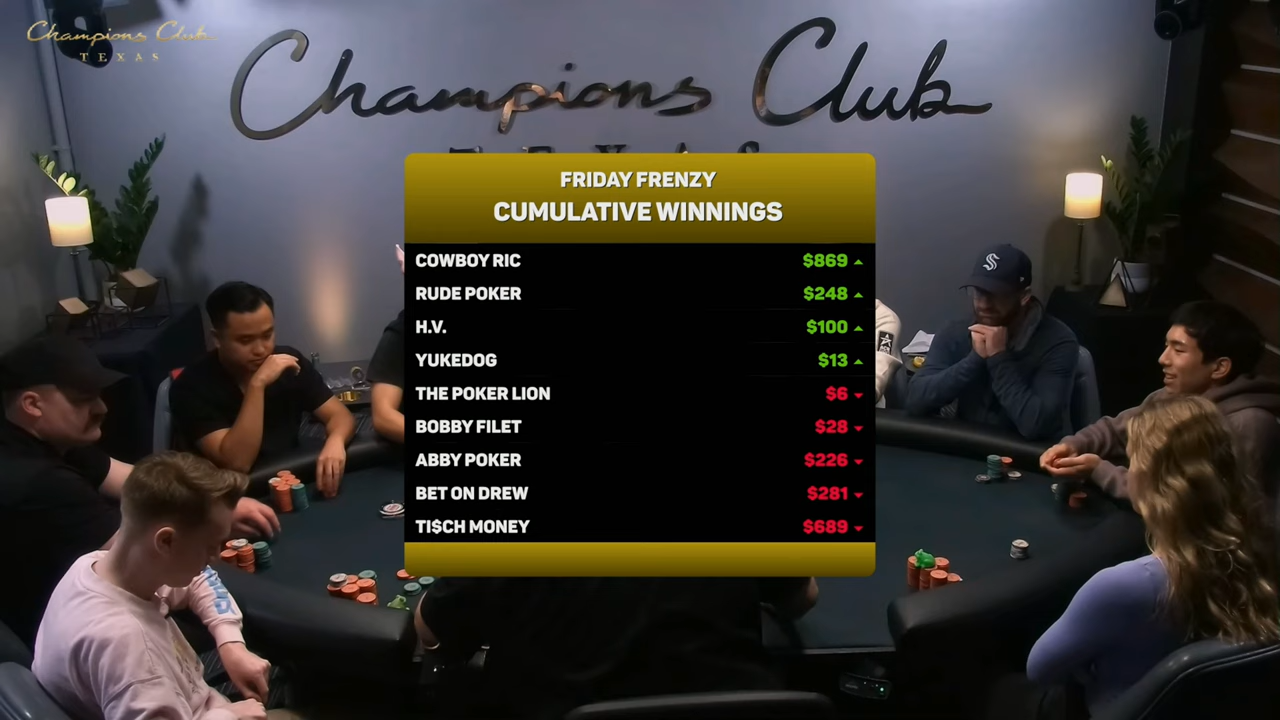 Champions Club
TEXAS
Champions Club
TEXAS
FRIDAY FRENZY
CUMULATIVE WINNINGS
COWBOY RIC $869
RUDE POKER $248
H.V. $100
YUKEDOG $13
THE POKER LION $6
BOBBY FILET $28
ABBY POKER $226
BET ON DREW $281
TI$CH MONEY $689